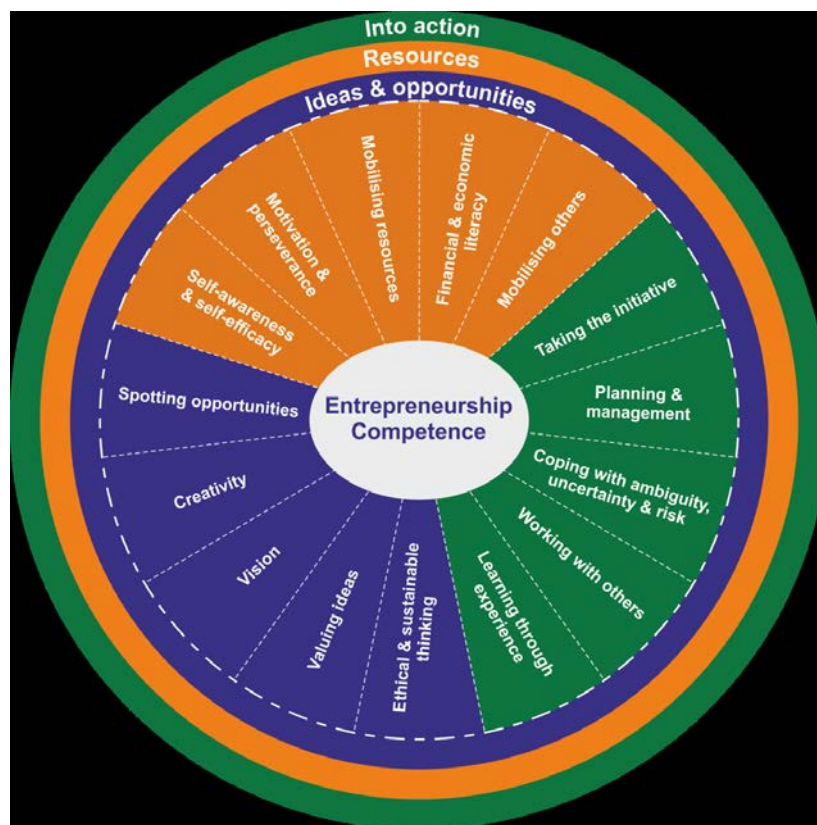 Into action
Resources
Ideas & opportunities
Mobilising resources
Financial & economic
literacy
Motivation &
perseverance
Mobilising others
Self-awareness
& self-efficacy
Taking the initiative
Spotting opportunities
Entrepreneurship
Competence
Planning &
management
Creativity
Coping with ambiguity,
uncertainty & risk
Vision
Working with others
Valuing ideas
Ethical & sustainable
thinking
Learning through
experience